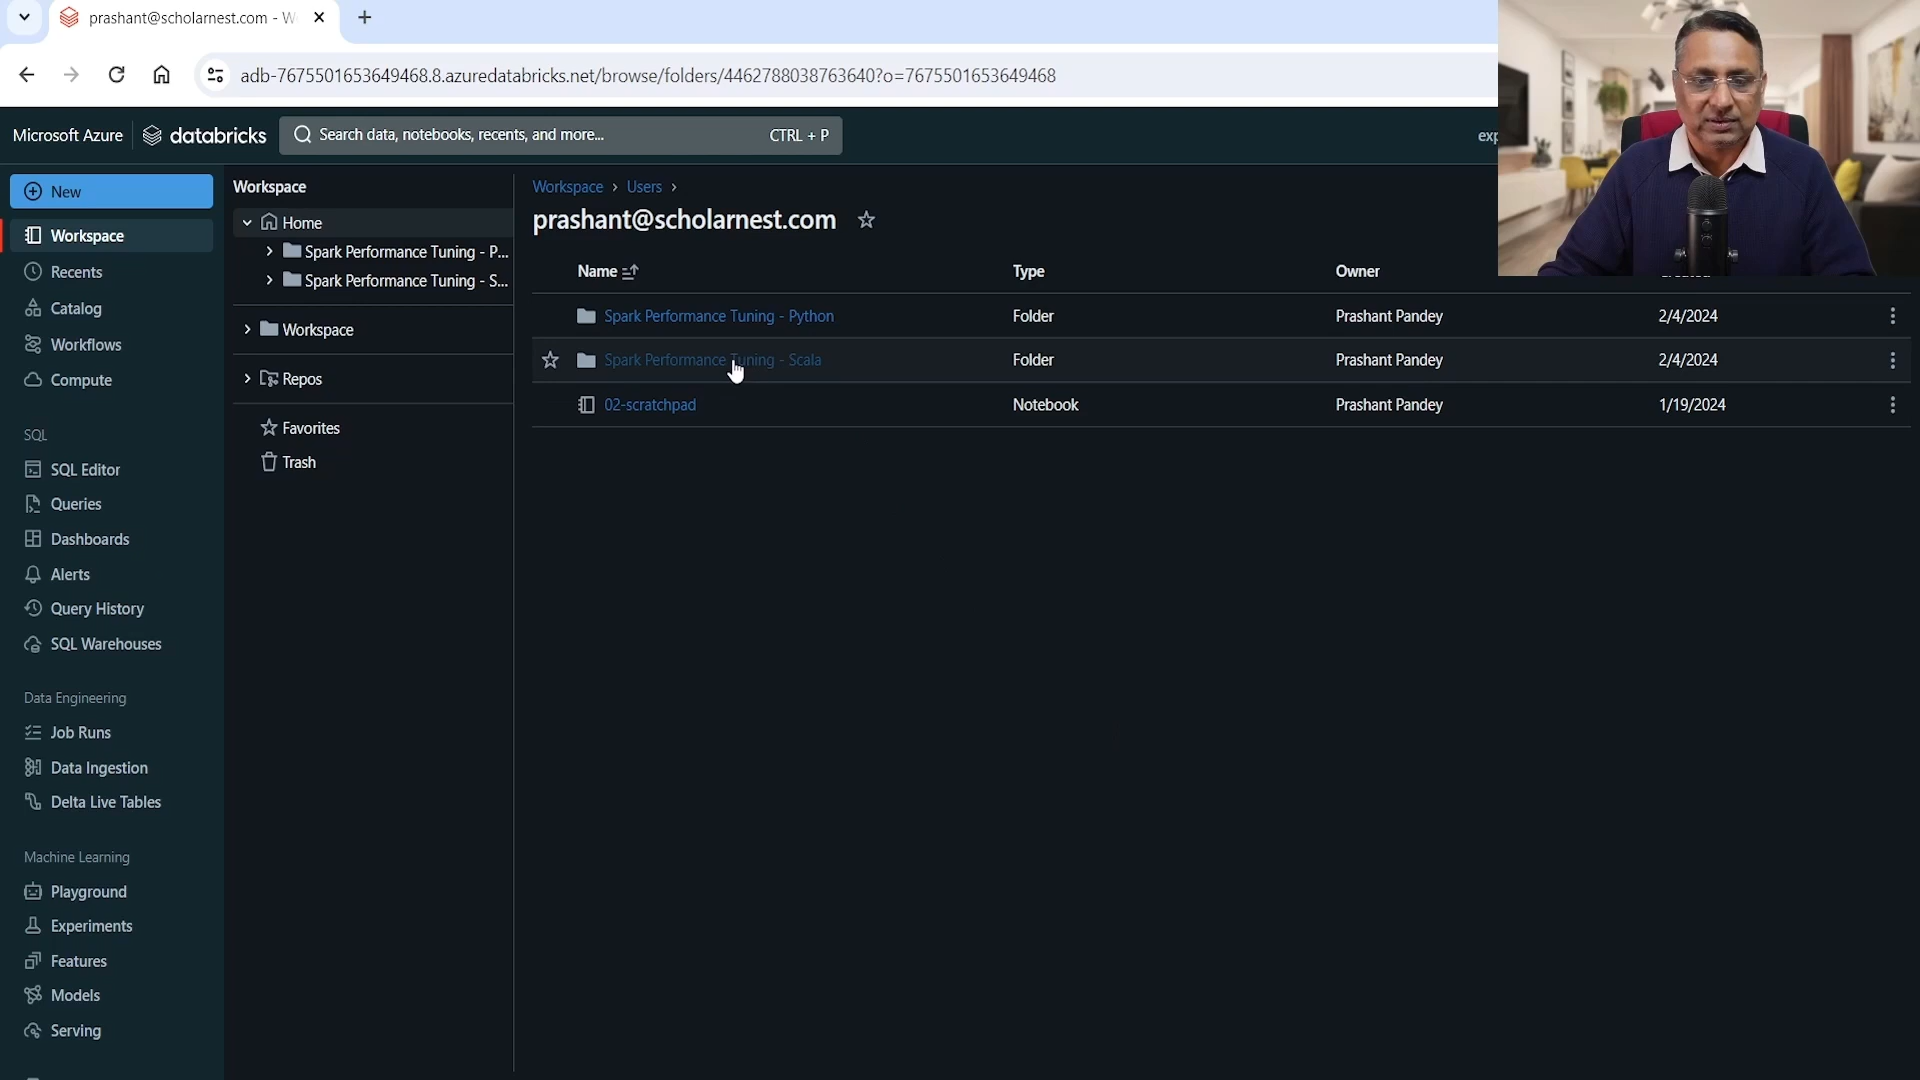 prashant@scholarnest.com - W
adb-7675501653649468.8.azuredatabricks.net/browse/folders/4462788038763640?o=7675501653649468
Microsoft Azure
databricks
Search data, notebooks, recents, and more...
CTRL + P
exp
New
Workspace
Recents
Catalog
Workflows
Compute
SQL
SQL Editor
Queries
Dashboards
Alerts
Query History
SQL Warehouses
Data Engineering
Job Runs
Data Ingestion
Delta Live Tables
Machine Learning
Playground
Experiments
Features
Models
Serving
Workspace
Home
Spark Performance Tuning - P...
Spark Performance Tuning - S...
Workspace
Repos
Favorites
Trash
Workspace › Users ›
prashant@scholarnest.com
Name Type Owner
Spark Performance Tuning - Python Folder Prashant Pandey 2/4/2024
Spark Performance Tuning - Scala Folder Prashant Pandey 2/4/2024
02-scratchpad Notebook Prashant Pandey 1/19/2024